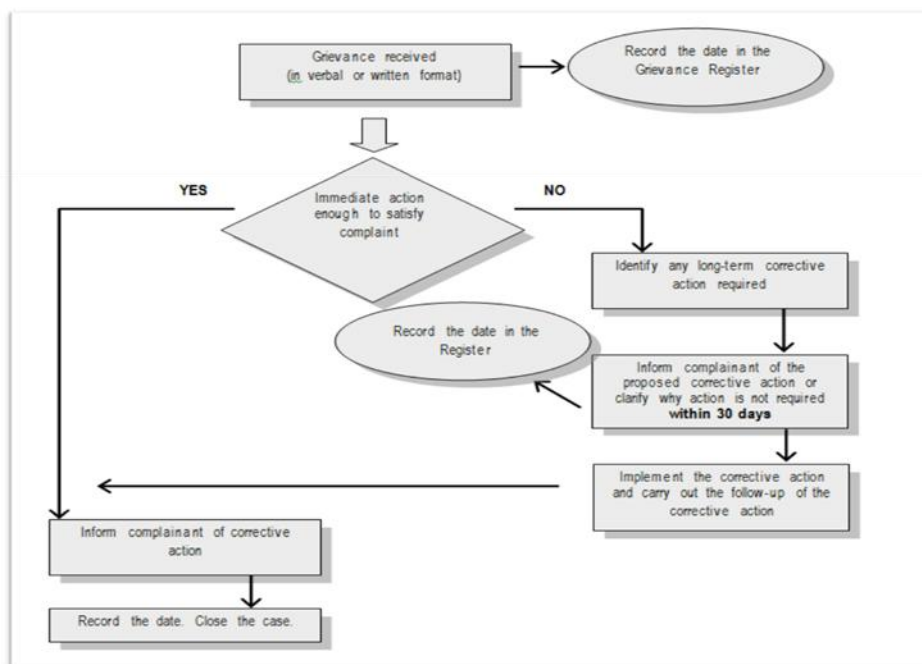 Grievance received
(in verbal or written format)
Record the date in the
Grievance Register
YES
NO
Immediate action
enough to satisfy
complaint
Identify any long-term corrective
action required
Record the date in the
Register
Inform complainant of the
proposed corrective action or
clarify why action is not required
within 30 days
Implement the corrective action
and carry out the follow-up of the
corrective action
Inform complainant of corrective
action
Record the date. Close the case.